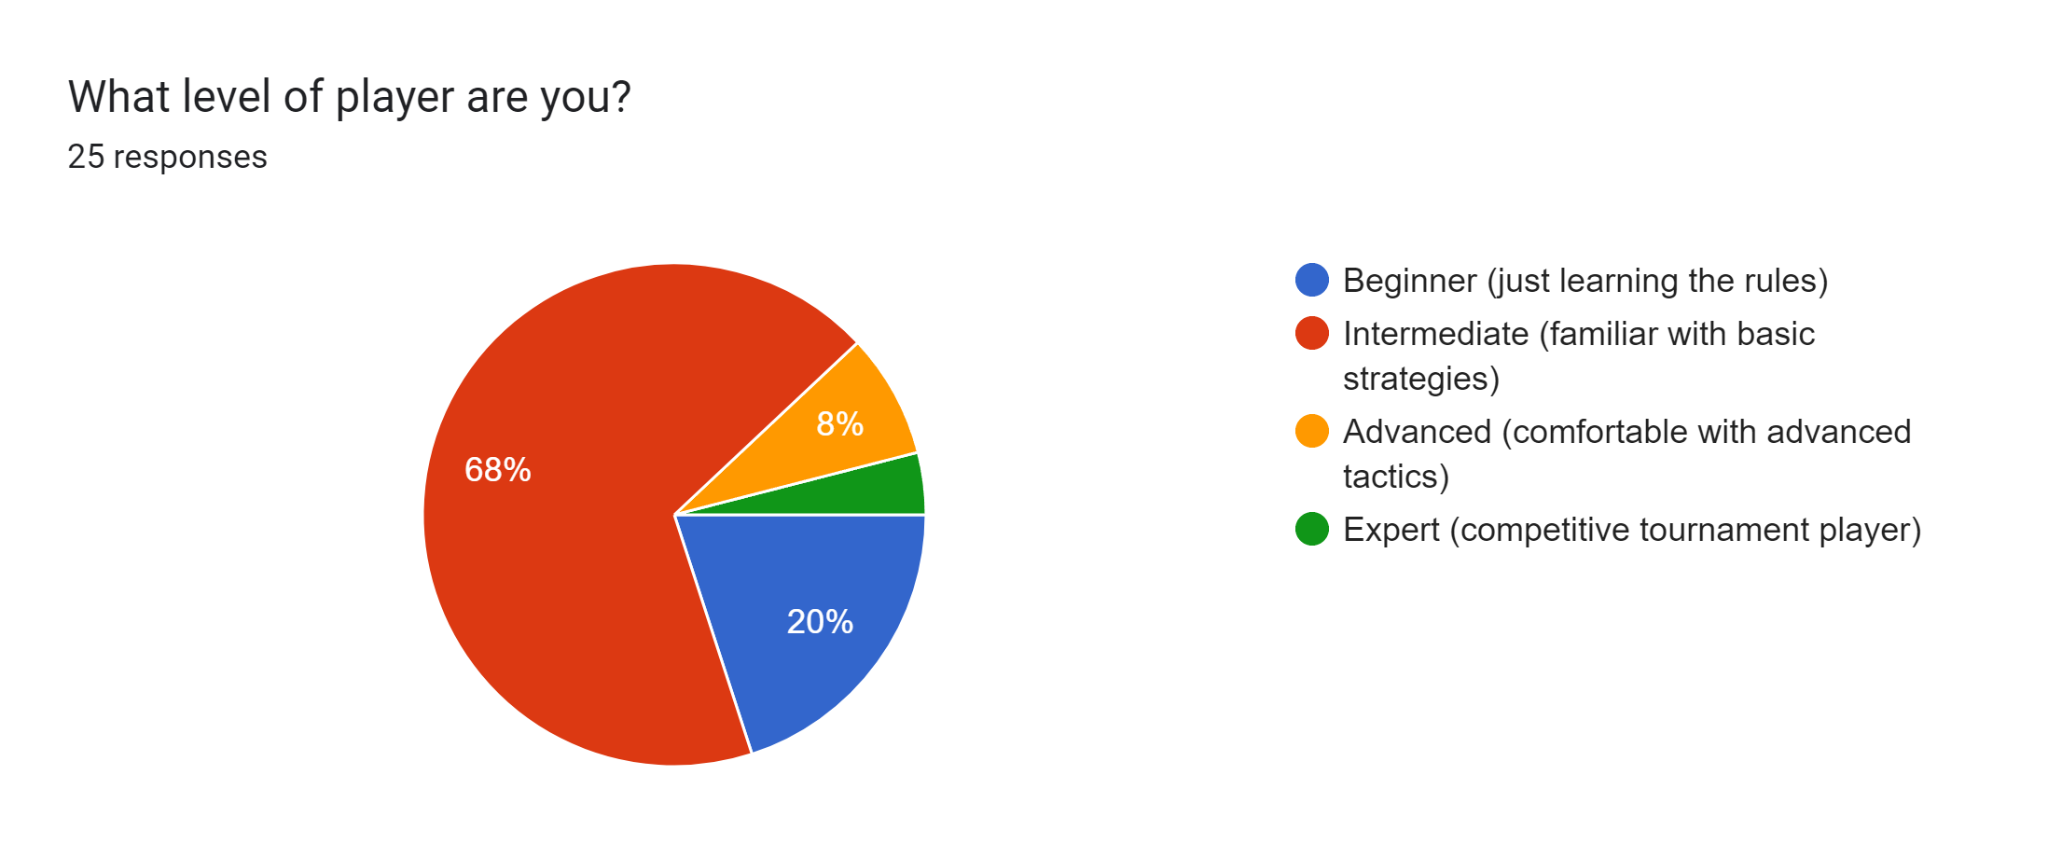 What level of player are you?
25 responses
68%
8%
20%
Beginner (just learning the rules)
Intermediate (familiar with basic
strategies)
Advanced (comfortable with advanced
tactics)
Expert (competitive tournament player)